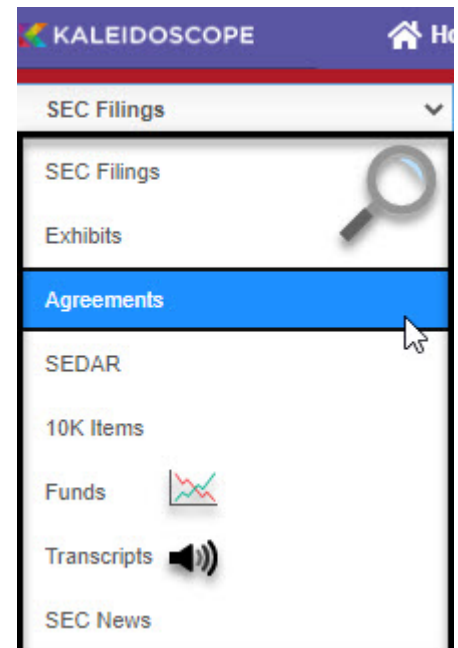 KALEIDOSCOPE
SEC Filings
SEC Filings
Exhibits
Agreements
SEDAR
10K Items
Funds
Transcripts
SEC News